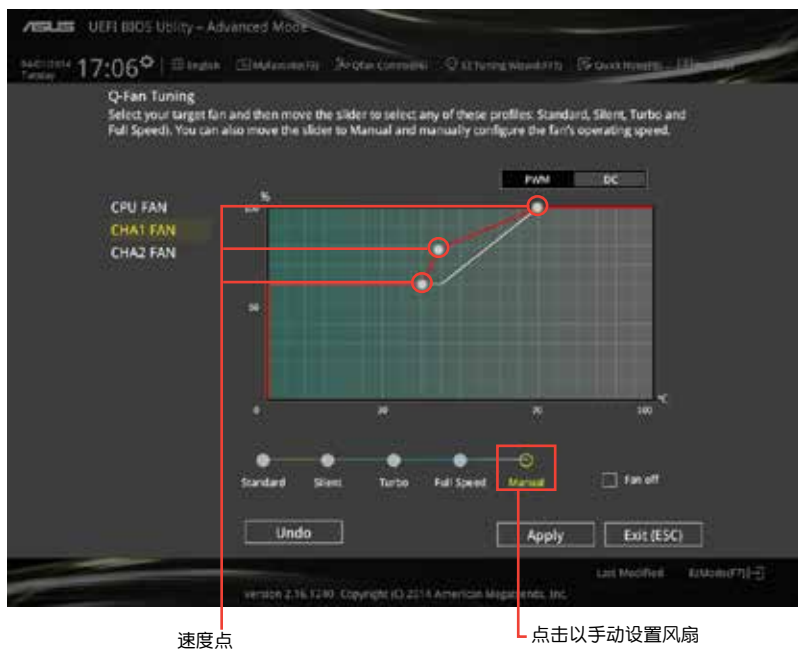 ASUS UEFI BIOS Utility – Advanced Mode
Tuesday 17:06 English
Q-Fan Tuning
Select your target fan and then move the slider to select any of these profiles: Standard, Silent, Turbo and
Full Speed). You can also move the slider to Manual and manually configure the fan's operating speed.
PWM DC
%
CPU FAN
100
CHA1 FAN
CHA2 FAN
50
°C
0 30 70 100
Standard Silent Turbo Full Speed Manual Fan off
Undo Apply Exit (ESC)
Last Modified EzMode(F7)
Version 2.16.1240. Copyright (C) 2014 American Megatrends, Inc.
速度点 点击以手动设置风扇